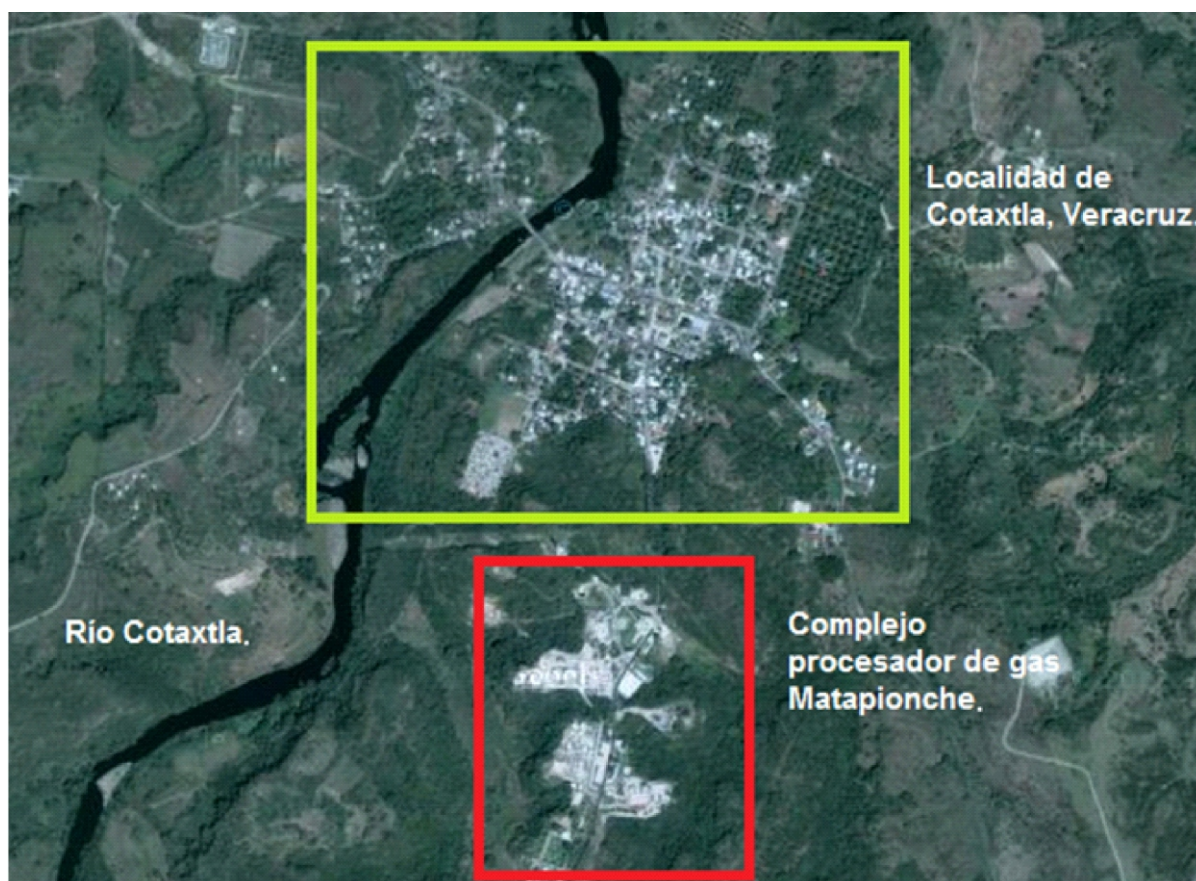 Localidad de
Cotaxtla, Veracruz.
Río Cotaxtla.
Complejo
procesador de gas
Matapionche.